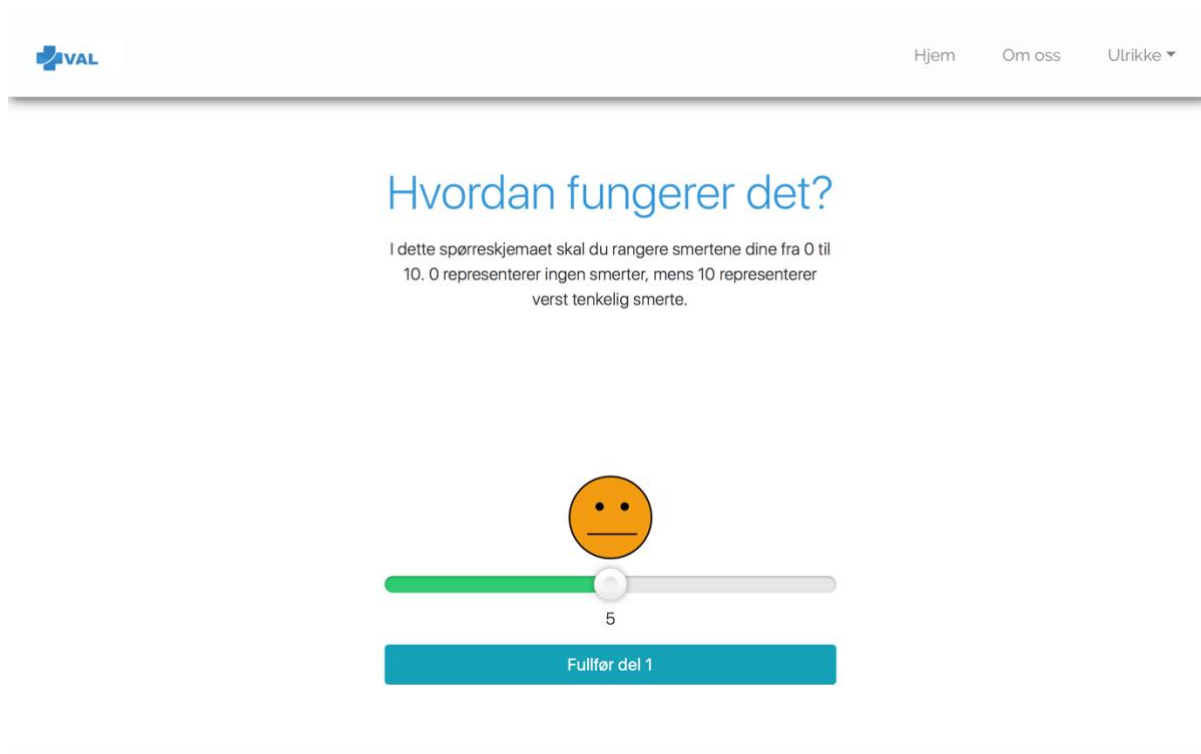 VAL
Hjem Om oss Ulrikke
Hvordan fungerer det?
I dette spørreskjemaet skal du rangere smertene dine fra 0 til
10. 0 representerer ingen smerter, mens 10 representerer
verst tenkelig smerte.
5
Fullfør del 1